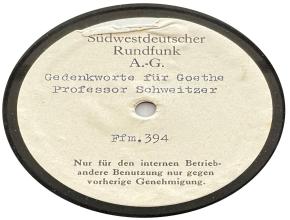 Südwestdeutscher
Rundfunk
A.-G.
Gedenkworte für Goethe
Professor Schweitzer
Ffm.394
Nur für den internen Betrieb-
andere Benutzung nur gegen
vorherige Genehmigung.